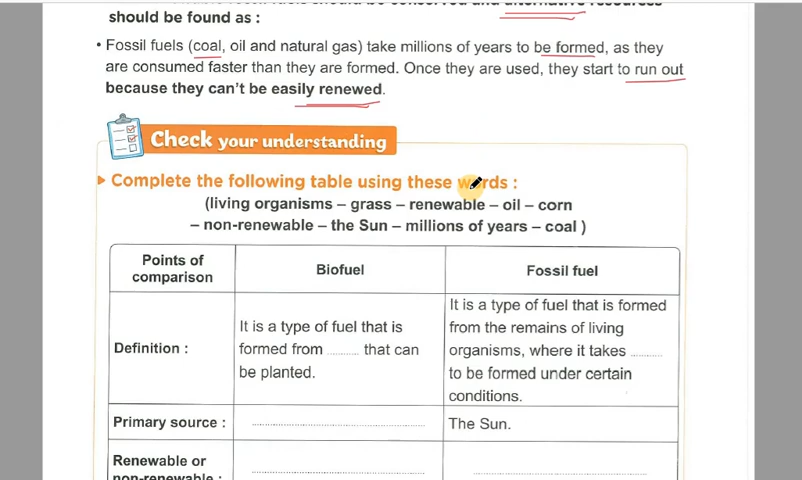 should be found as :
• Fossil fuels (coal, oil and natural gas) take millions of years to be formed, as they
are consumed faster than they are formed. Once they are used, they start to run out
because they can't be easily renewed.
Check your understanding
Complete the following table using these words :
(living organisms – grass – renewable – oil – corn
– non-renewable – the Sun – millions of years – coal )
Points of
comparison
Biofuel
Fossil fuel
Definition :
It is a type of fuel that is
formed from .......... that can
be planted.
It is a type of fuel that is formed
from the remains of living
organisms, where it takes ..........
to be formed under certain
conditions.
Primary source :
The Sun.
Renewable or
non-renewable :